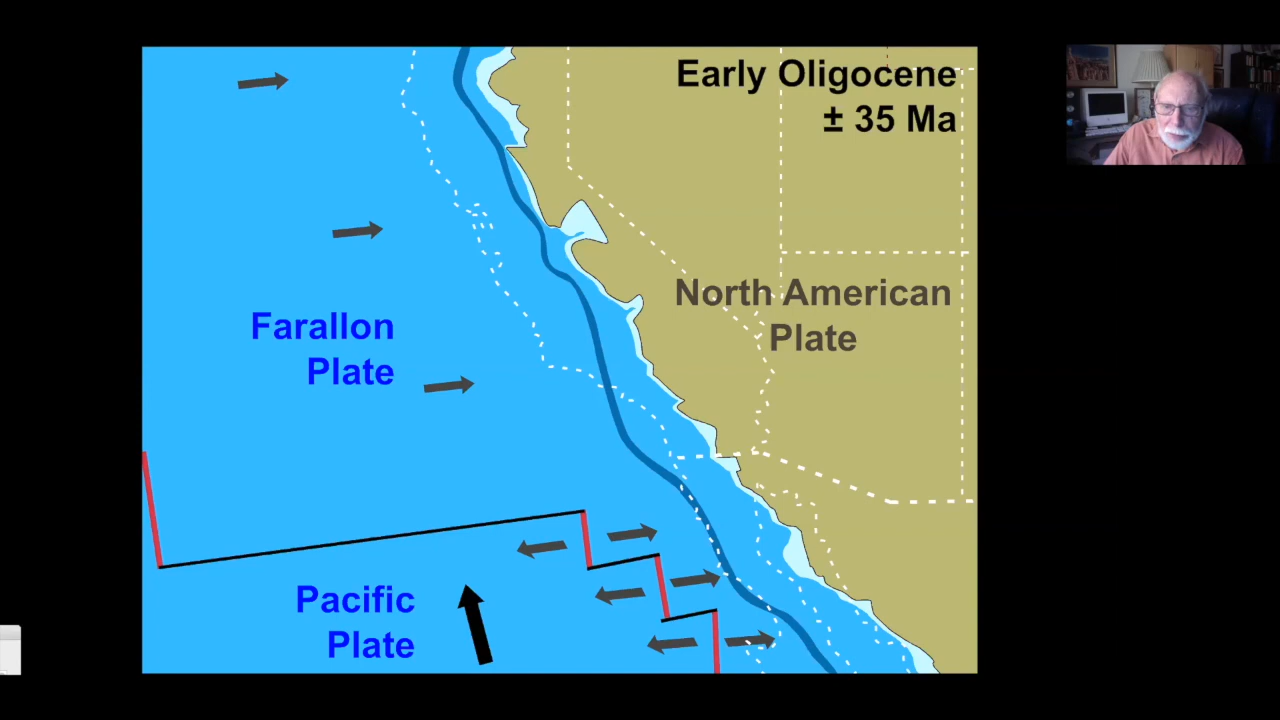 Early Oligocene
± 35 Ma
North American
Plate
Farallon
Plate
Pacific
Plate